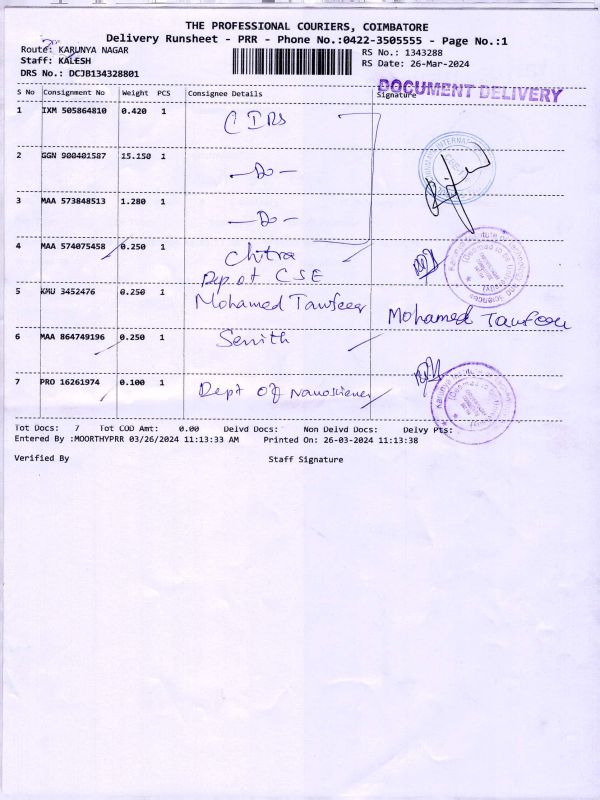 THE PROFESSIONAL COURIERS, COIMBATORE
Delivery Runsheet - PRR - Phone No.:0422-3505555 - Page No.:1
Route: KARUNYA NAGAR
RS No.: 1343288
Staff: KALESH
RS Date: 26-Mar-2024
DRS No.: DCJB134328801
DOCUMENT DELIVERY
S No Consignment No Weight PCS Consignee Details Signature
1 IXM 505864810 0.420 1
2 GGN 900401587 15.150 1 —Do—
3 MAA 573848513 1.280 1 —Do—
4 MAA 574075458 0.250 1 Chitra
Dep of CSE
5 KMU 3452476 0.250 1 Mohamed Tawfeeq
Mohamed Tawfeeq
6 MAA 864749196 0.250 1
7 PRO 16261974 0.100 1 Dept of
Tot Docs: 7 Tot COD Amt: 0.00 Delvd Docs: Non Delvd Docs: Delvy Pts:
Entered By :MOORTHYPRR 03/26/2024 11:13:33 AM Printed On: 26-03-2024 11:13:38
Verified By Staff Signature